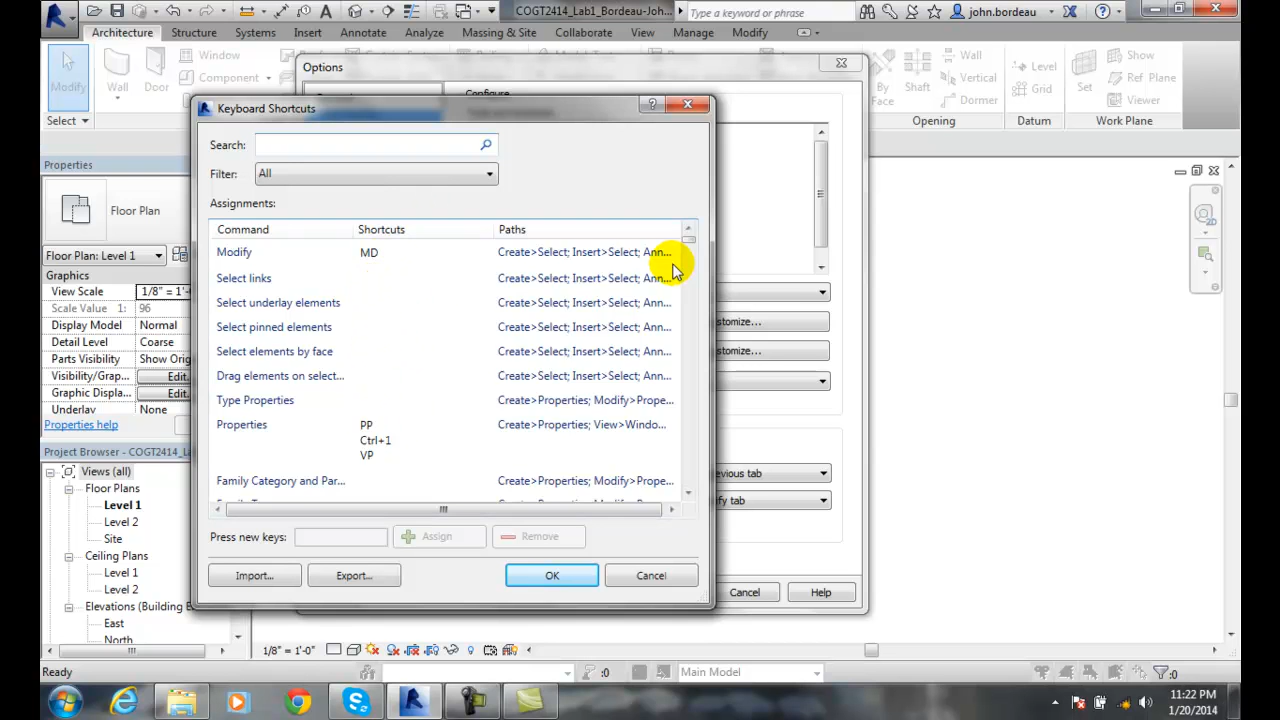 COGT2414_Lab1_Bordeau-Joh...
Type a keyword or phrase
john.bordeau
Architecture Structure Systems Insert Annotate Analyze Massing & Site Collaborate View Manage Modify
Modify
Wall
Door
Window
Component
Select
By Face
Shaft
Wall
Vertical
Dormer
Opening
Level
Grid
Datum
Set
Show
Ref Plane
Viewer
Work Plane
Options
Configure
Keyboard Shortcuts
Search:
Filter: All
Assignments:
Command Shortcuts Paths
Modify MD Create>Select; Insert>Select; Ann...
Select links Create>Select; Insert>Select; Ann...
Select underlay elements Create>Select; Insert>Select; Ann...
Select pinned elements Create>Select; Insert>Select; Ann...
Select elements by face Create>Select; Insert>Select; Ann...
Drag elements on select... Create>Select; Insert>Select; Ann...
Type Properties Create>Properties; Modify>Prope...
Properties PP Create>Properties; View>Windo...
Ctrl+1
VP
Family Category and Par... Create>Properties; Modify>Prope...
Press new keys: Assign Remove
Import... Export... OK Cancel
ustomize...
ustomize...
evious tab
fy tab
Cancel Help
Properties
Floor Plan
Floor Plan: Level 1
Graphics
View Scale 1/8" = 1'-0"
Scale Value 1: 96
Display Model Normal
Detail Level Coarse
Parts Visibility Show Orig
Visibility/Grap... Edit.
Graphic Displa... Edit.
Underlay None
Properties help
Project Browser - COGT2414_La
Views (all)
Floor Plans
Level 1
Level 2
Site
Ceiling Plans
Level 1
Level 2
Elevations (Building E
East
North
1/8" = 1'-0"
Ready
:0
Main Model
:0
11:22 PM
1/20/2014